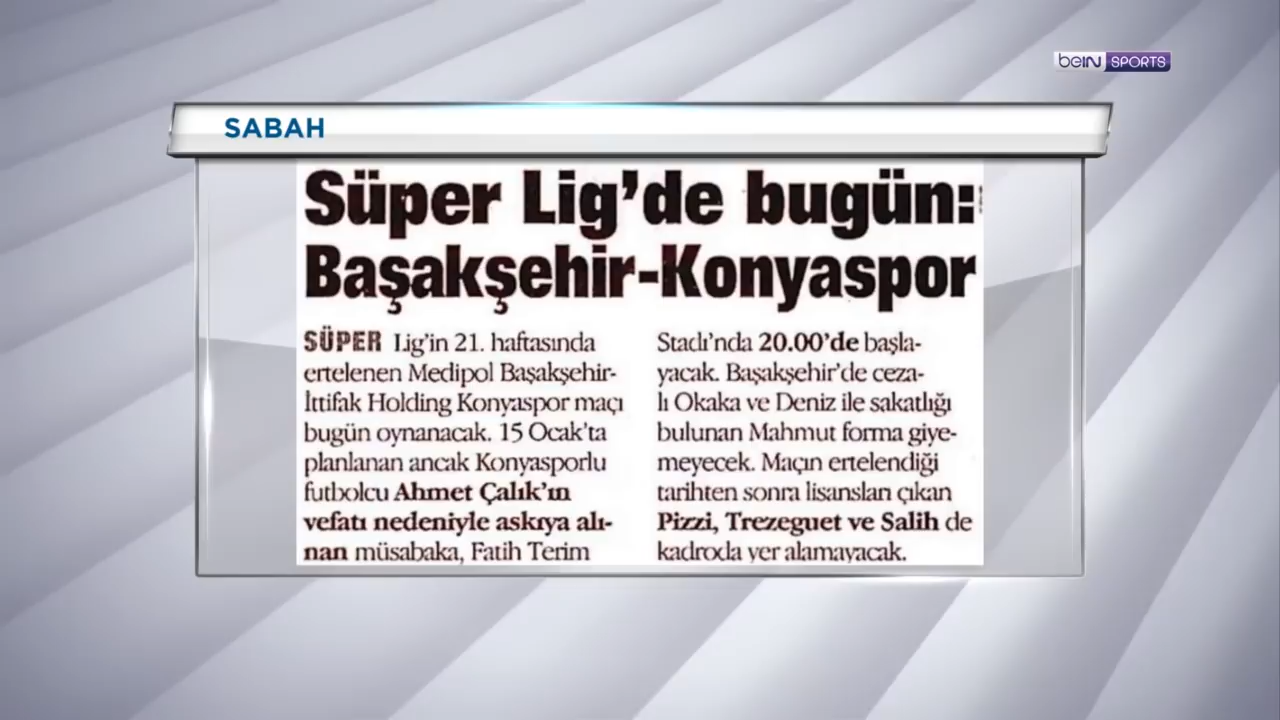 beIN SPORTS
SABAH
Süper Lig'de bugün:
Başakşehir-Konyaspor
SÜPER Lig'in 21. haftasında
ertelenen Medipol Başakşehir-
İttifak Holding Konyaspor maçı
bugün oynanacak. 15 Ocak'ta
planlanan ancak Konyasporlu
futbolcu Ahmet Çalık'ın
vefatı nedeniyle askıya alı-
nan müsabaka, Fatih Terim
Stadı'nda 20.00'de başla-
yacak. Başakşehir'de ceza-
lı Okaka ve Deniz ile sakatlığı
bulunan Mahmut forma giye-
meyecek. Maçın ertelendiği
tarihten sonra lisansları çıkan
Pizzi, Trezeguet ve Salih de
kadroda yer alamayacak.